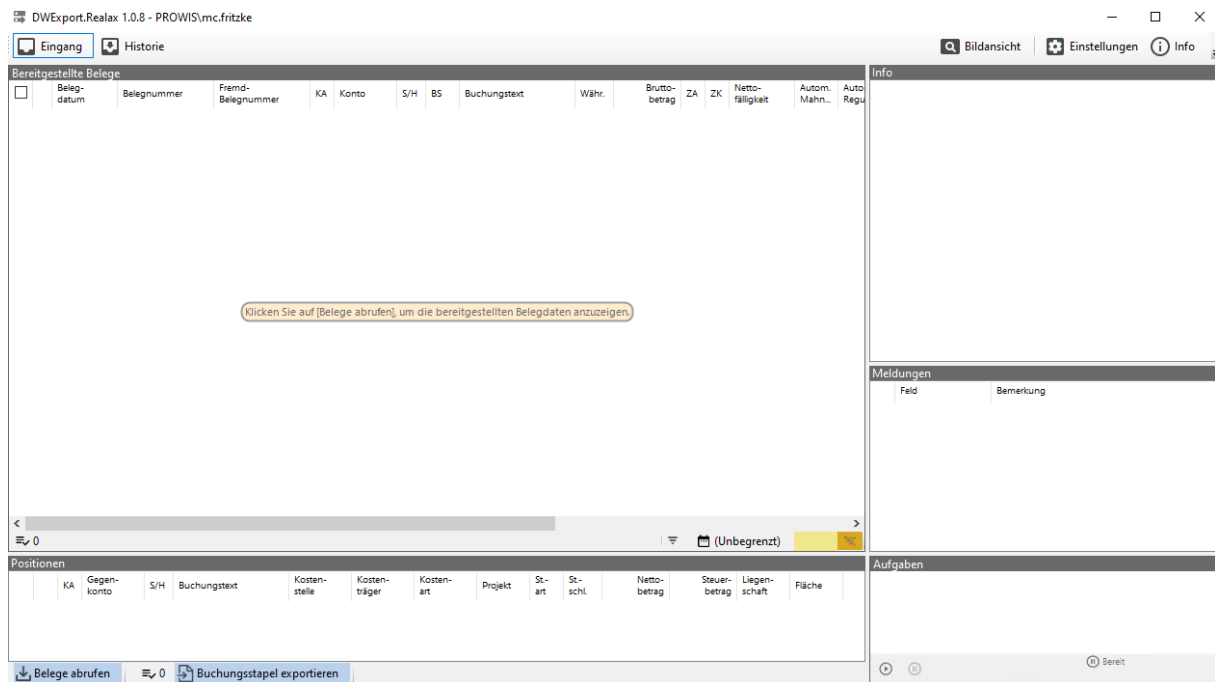 DWExport.Realax 1.0.8 - PROWIS\mc.fritzke
Eingang Historie Bildansicht Einstellungen Info
Bereitgestellte Belege
Beleg-
datum
Belegnummer
Fremd-
Belegnummer
KA Konto S/H BS Buchungstext Währ.
Brutto-
betrag
ZA ZK
Netto-
fälligkeit
Autom.
Mahn...
Auto
Regu
Klicken Sie auf [Belege abrufen], um die bereitgestellten Belegdaten anzuzeigen.
0 (Unbegrenzt)
Info
Meldungen
Feld Bemerkung
Positionen
KA
Gegen-
konto
S/H Buchungstext
Kosten-
stelle
Kosten-
träger
Kosten-
art
Projekt
St.-
art
St.-
schl.
Netto-
betrag
Steuer-
betrag
Liegen-
schaft
Fläche
Aufgaben
Belege abrufen 0 Buchungsstapel exportieren
Bereit